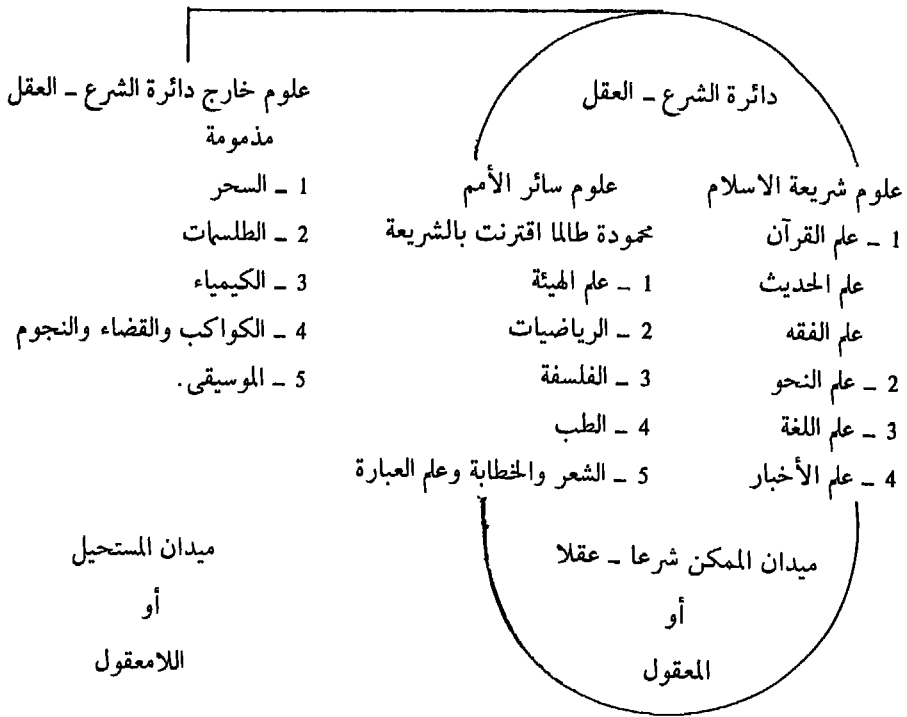 دائرة الشرع ـ العقل
علوم شريعة الاسلام
1 ـ علم القرآن
علم الحديث
علم الفقه
2 ـ علم النحو
3 ـ علم اللغة
4 ـ علم الأخبار
علوم سائر الأمم
محمودة طالما اقترنت بالشريعة
1 ـ علم الهيئة
2 ـ الرياضيات
3 ـ الفلسفة
4 ـ الطب
5 ـ الشعر والخطابة وعلم العبارة
ميدان الممكن شرعا ـ عقلا
أو
المعقول
علوم خارج دائرة الشرع ـ العقل
مذمومة
1 ـ السحر
2 ـ الطلسمات
3 ـ الكيمياء
4 ـ الكواكب والقضاء والنجوم
5 ـ الموسيقى.
ميدان المستحيل
أو
اللامعقول